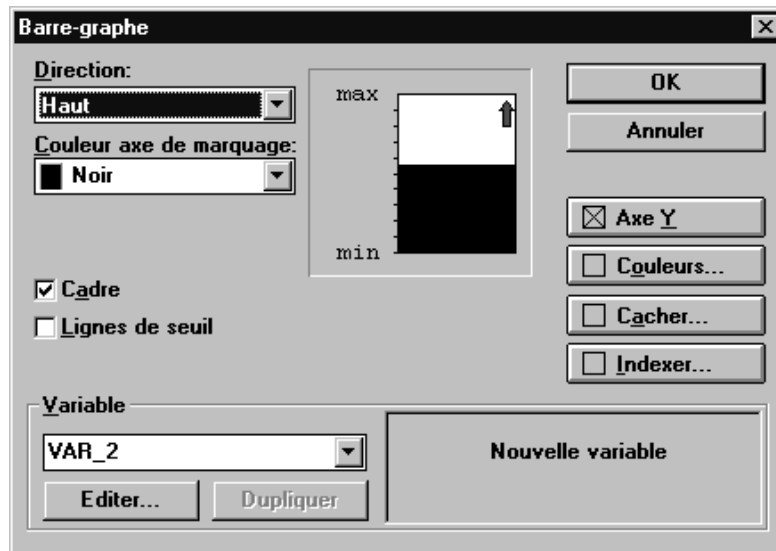 Barre-graphe
Direction:
Haut
Couleur axe de marquage:
Noir
max
min
OK
Annuler
Axe Y
Couleurs...
Cacher...
Indexer...
Cadre
Lignes de seuil
Variable
VAR_2
Editer...
Dupliquer
Nouvelle variable